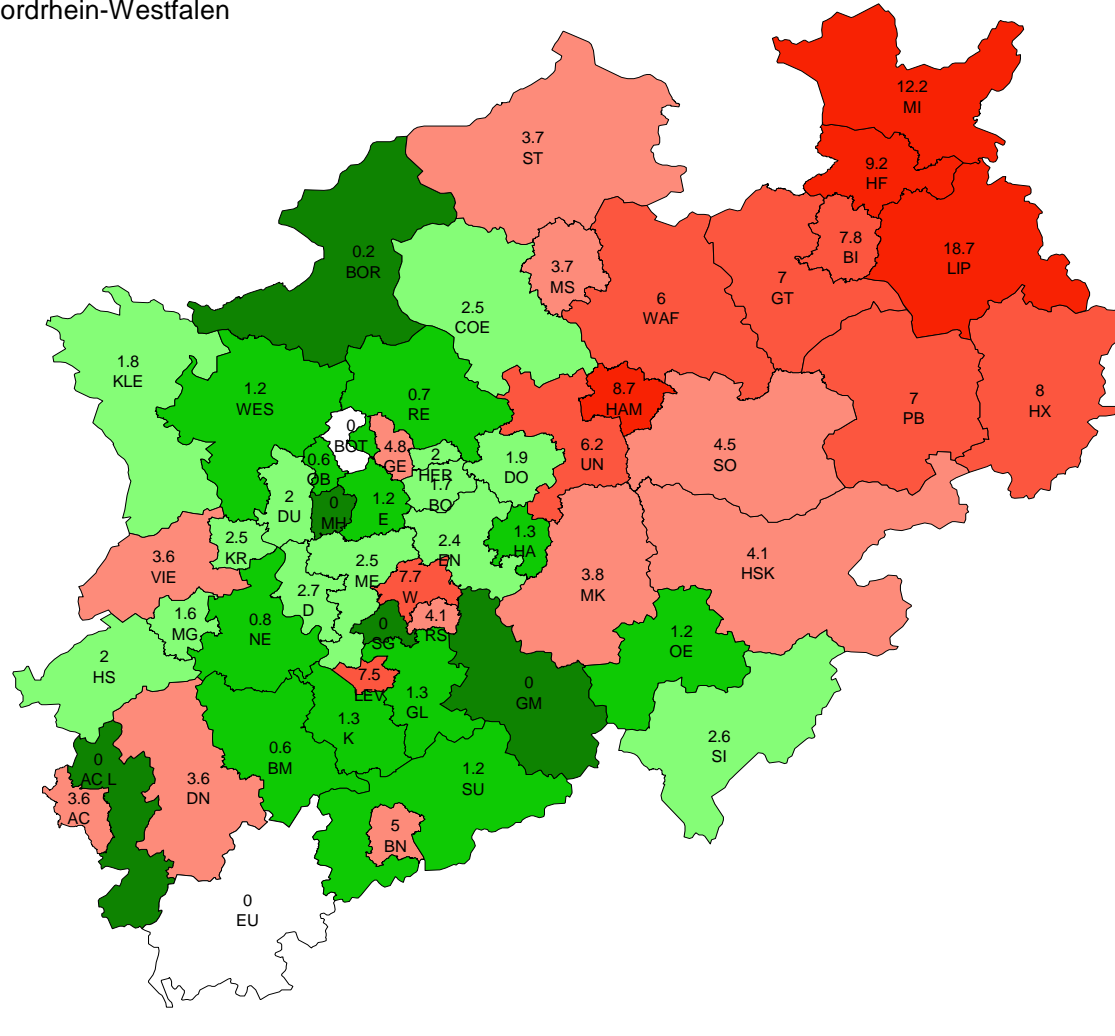 ordrhein-Westfalen
12.2
MI
3.7
ST
9.2
HF
7.8
BI
18.7
LIP
0.2
BOR
3.7
MS
7
GT
6
WAF
2.5
COE
1.8
KLE
1.2
WES
0.7
RE
8.7
HAM
7
PB
8
HX
0
BOT
4.8
GE
2
HER
1.9
DO
6.2
UN
4.5
SO
0.6
OB
1.7
BO
2
DU
0
MH
1.2
E
1.3
HA
2.5
KR
2.4
EN
3.6
VIE
2.5
ME
7.7
W
3.8
MK
4.1
HSK
2.7
D
1.6
MG
0.8
NE
0
SG
4.1
RS
1.2
OE
2
HS
7.5
LEV
1.3
GL
0
GM
1.3
K
0.6
BM
2.6
SI
0
AC L
3.6
DN
1.2
SU
3.6
AC
5
BN
0
EU